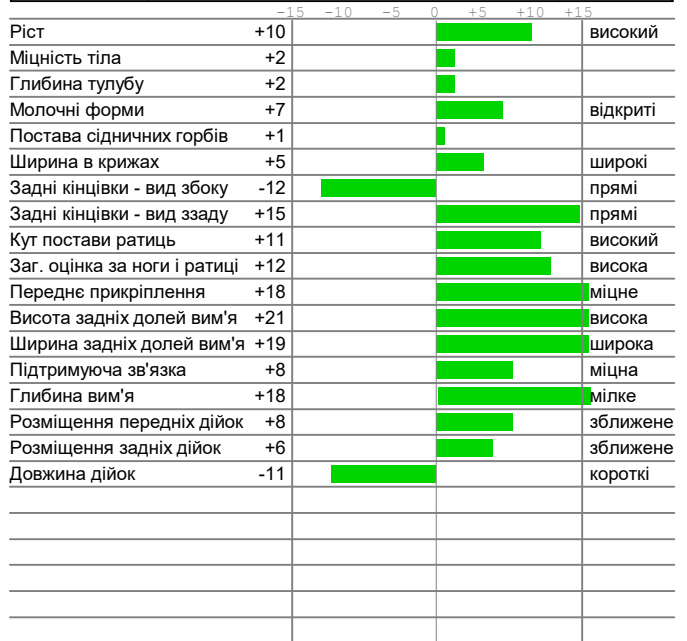 -15 -10 -5 0 +5 +10 +15
Ріст +10 високий
Міцність тіла +2
Глибина тулубу +2
Молочні форми +7 відкриті
Постава сідничних горбів +1
Ширина в крижах +5 широкі
Задні кінцівки - вид збоку -12 прямі
Задні кінцівки - вид ззаду +15 прямі
Кут постави ратиць +11 високий
Заг. оцінка за ноги і ратиці +12 висока
Переднє прикріплення +18 міцне
Висота задніх долей вим'я +21 висока
Ширина задніх долей вим'я +19 широка
Підтримуюча зв'язка +8 міцна
Глибина вим'я +18 мілке
Розміщення передніх дійок +8 зближене
Розміщення задніх дійок +6 зближене
Довжина дійок -11 короткі